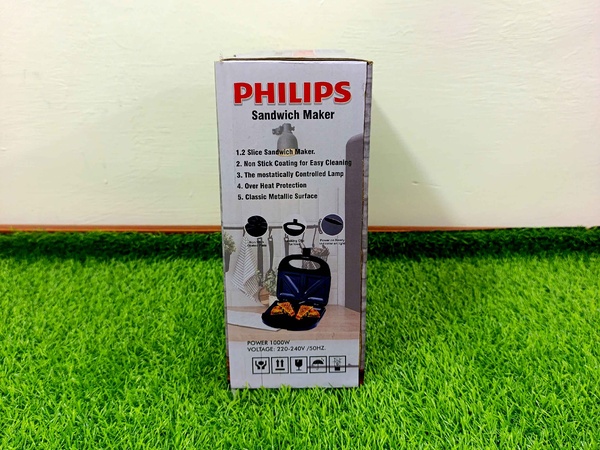 PHILIPS
Sandwich Maker
1.2 Slice Sandwich Maker.
2. Non Stick Coating for Easy Cleaning
3. The mostatically Controlled Lamp
4. Over Heat Protection
5. Classic Metallic Surface
POWER 1000W
VOLTAGE: 220-240V /50HZ.